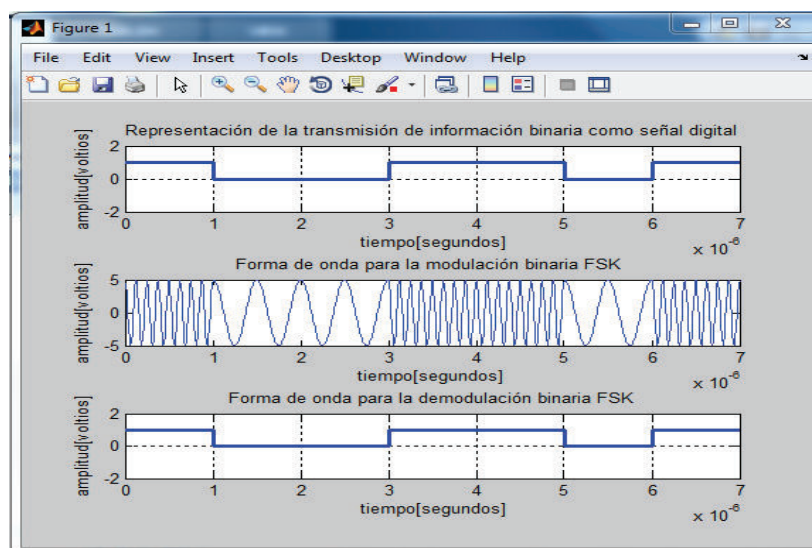 Figure 1
File Edit View Insert Tools Desktop Window Help
Representación de la transmisión de información binaria como señal digital
amplitud[voltios]
2
0
-2
0 1 2 3 4 5 6 7
tiempo[segundos]
x 10^-6
Forma de onda para la modulación binaria FSK
amplitud[voltios]
5
0
-5
0 1 2 3 4 5 6 7
tiempo[segundos]
x 10^-6
Forma de onda para la demodulación binaria FSK
amplitud[voltios]
2
0
-2
0 1 2 3 4 5 6 7
tiempo[segundos]
x 10^-6